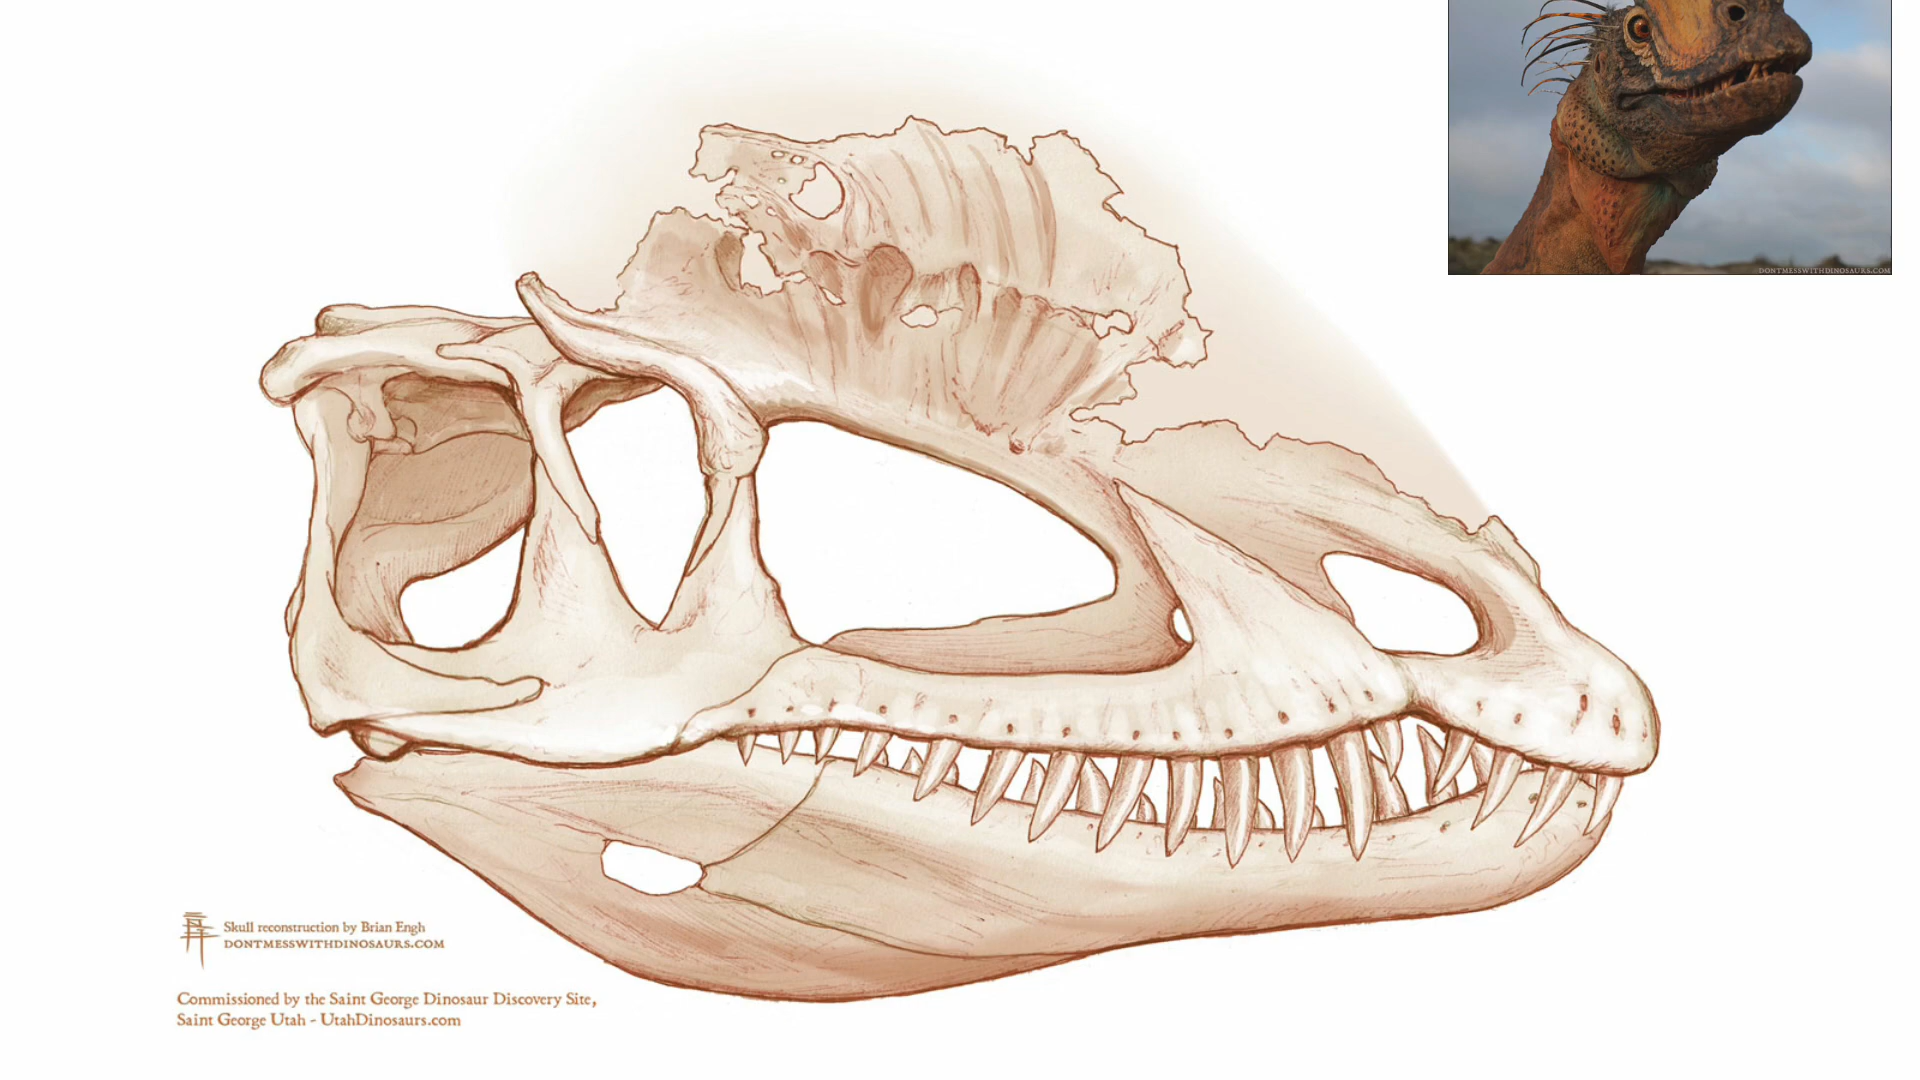 DONTMESSWITHDINOSAURS.COM
Skull reconstruction by Brian Engh
DONTMESSWITHDINOSAURS.COM
Commissioned by the Saint George Dinosaur Discovery Site,
Saint George Utah - UtahDinosaurs.com